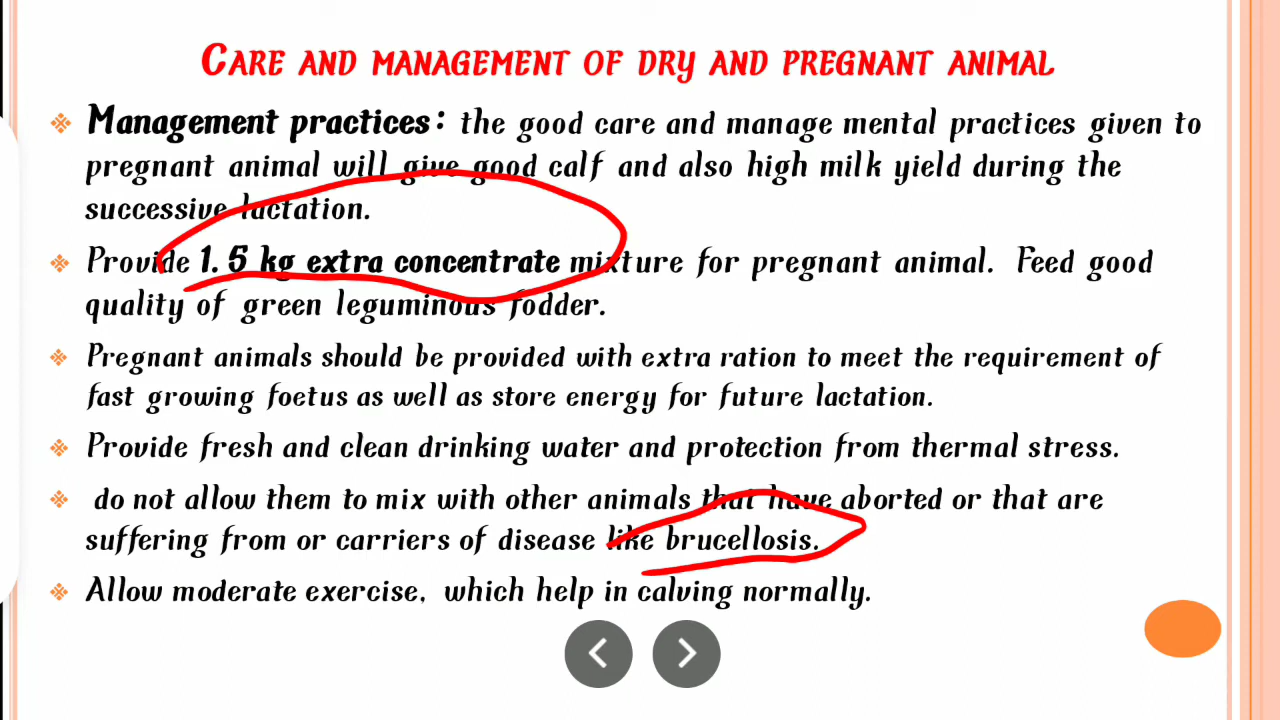 CARE AND MANAGEMENT OF DRY AND PREGNANT ANIMAL
Management practices: the good care and manage mental practices given to
pregnant animal will give good calf and also high milk yield during the
successive lactation.
Provide 1.5 kg extra concentrate mixture for pregnant animal. Feed good
quality of green leguminous fodder.
Pregnant animals should be provided with extra ration to meet the requirement of
fast growing foetus as well as store energy for future lactation.
Provide fresh and clean drinking water and protection from thermal stress.
do not allow them to mix with other animals that have aborted or that are
suffering from or carriers of disease like brucellosis.
Allow moderate exercise, which help in calving normally.